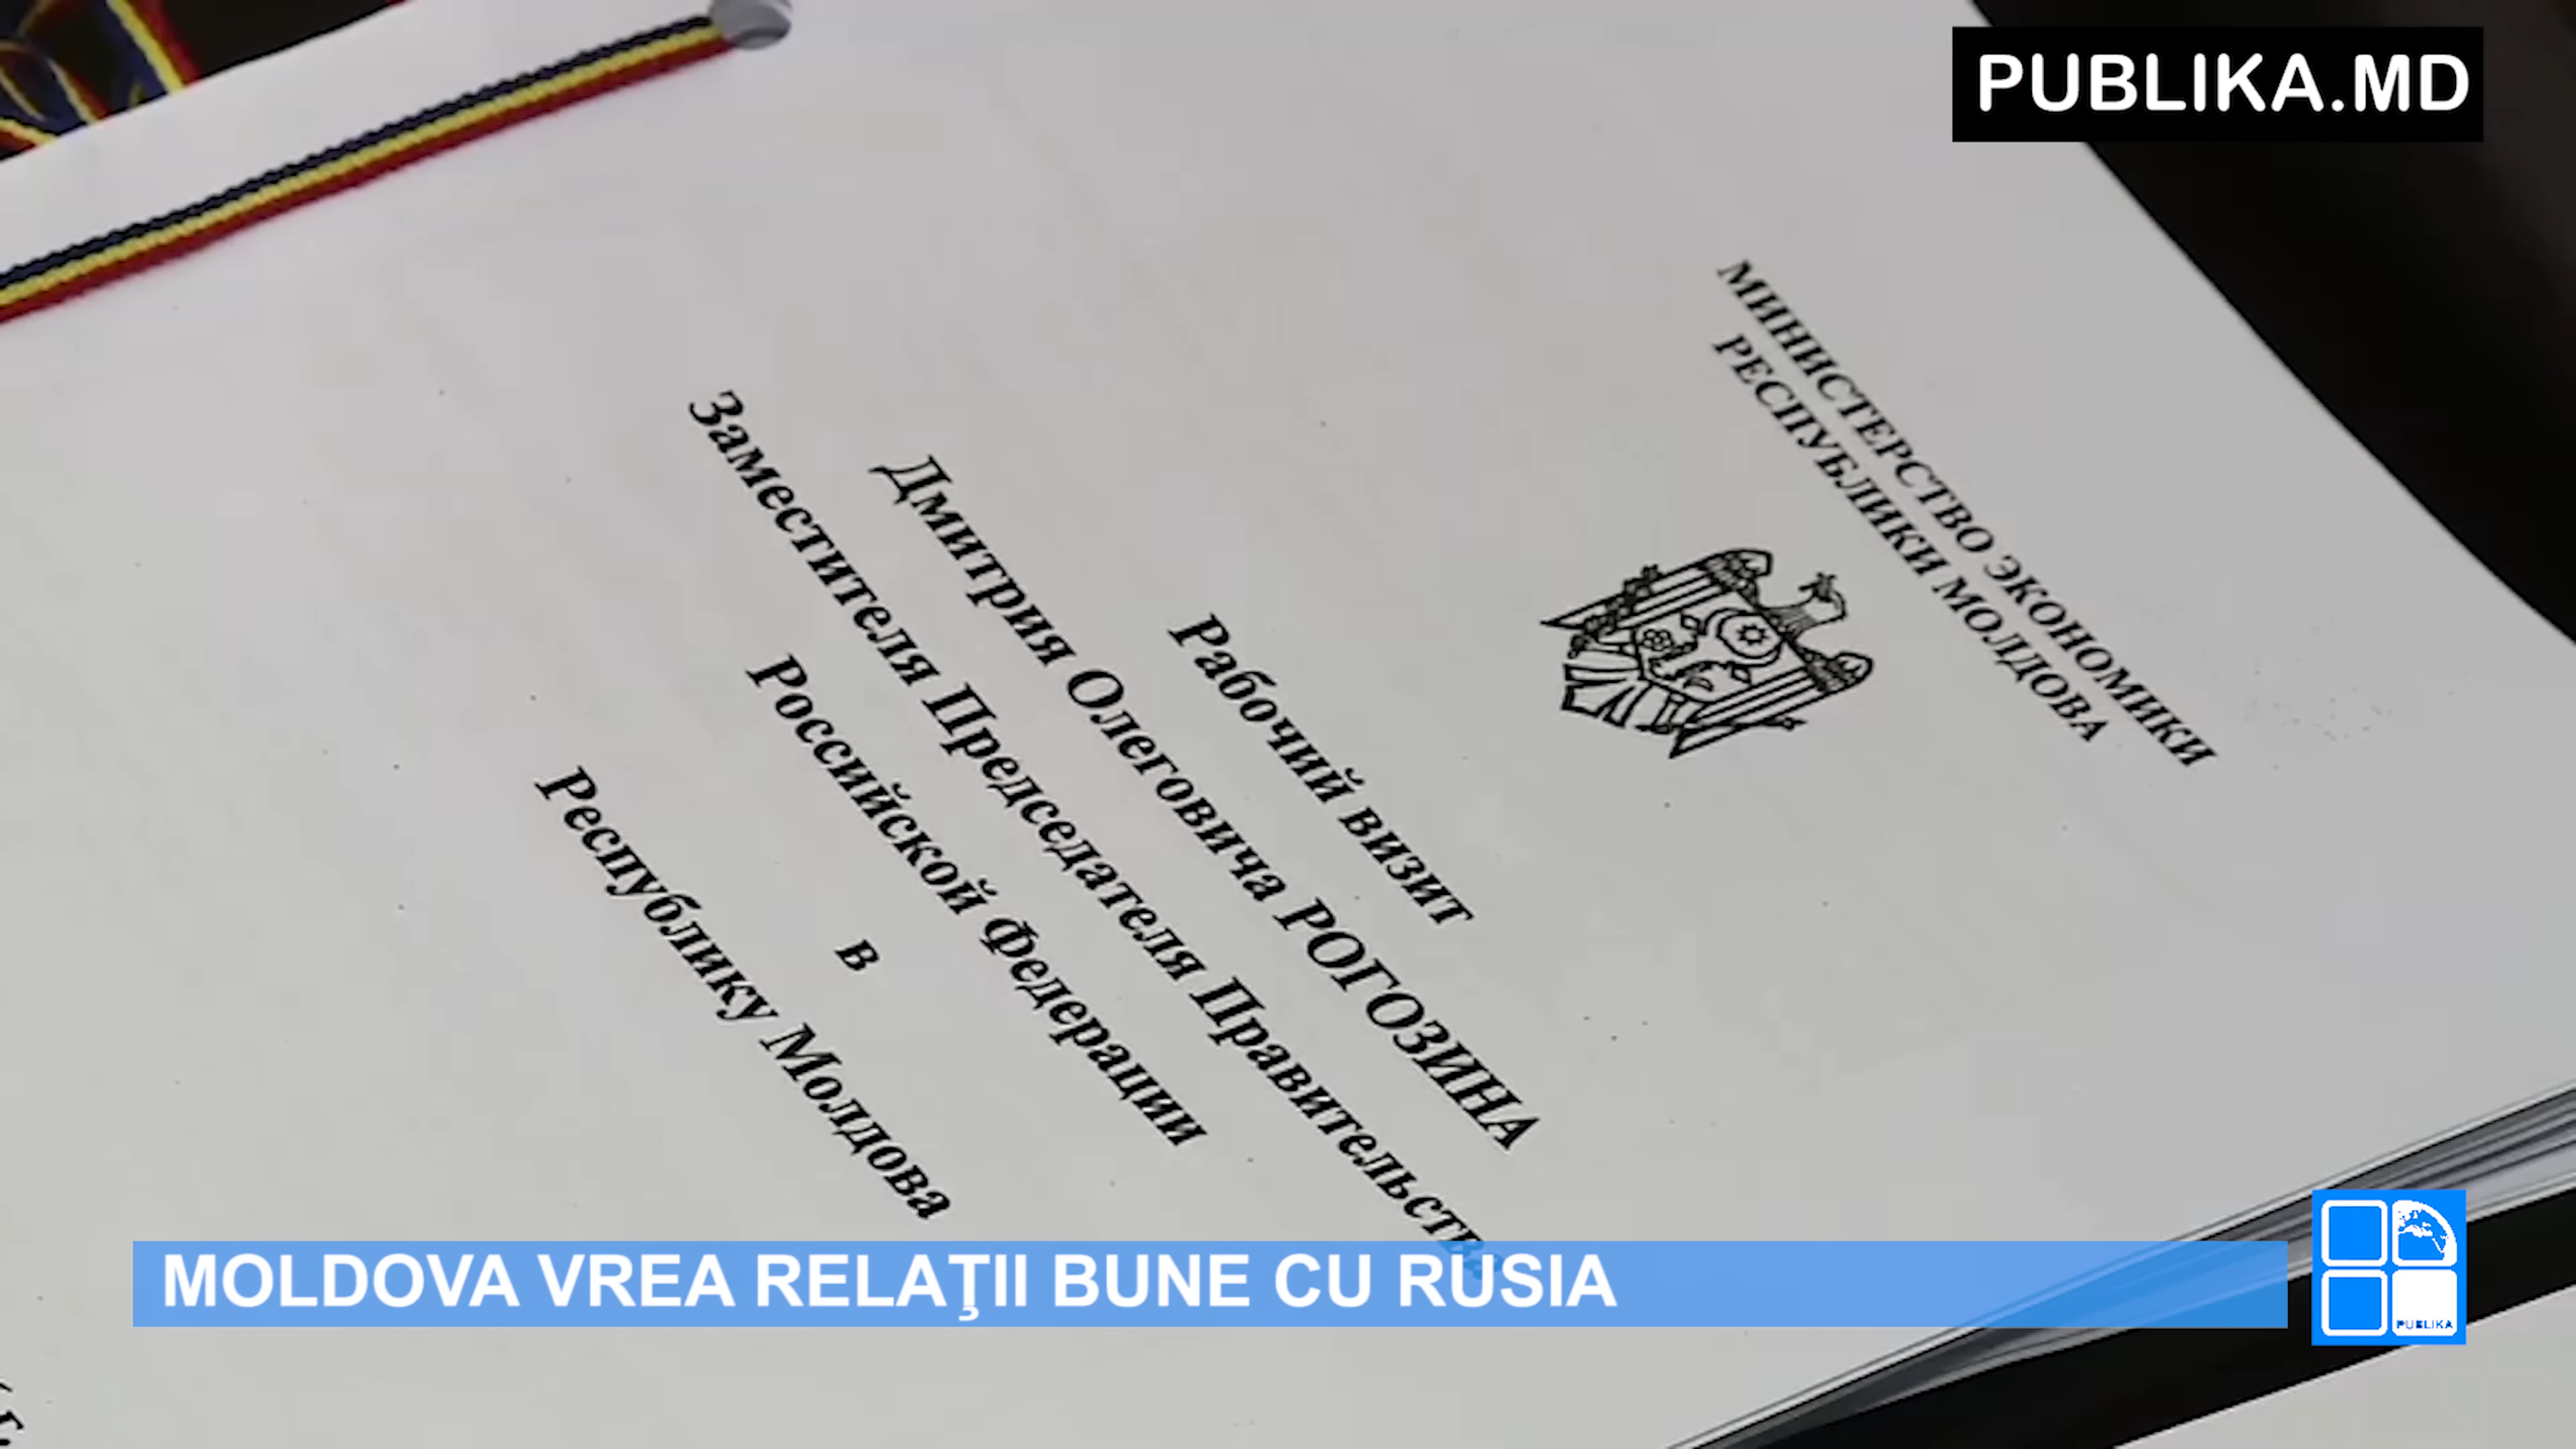 PUBLIKA.MD
МИНИСТЕРСТВО ЭКОНОМИКИ
РЕСПУБЛИКИ МОЛДОВА
Рабочий визит
Дмитрия Олеговича РОГОЗИНА
Заместителя Председателя Правительства
Российской Федерации
в
Республику Молдова
MOLDOVA VREA RELAŢII BUNE CU RUSIA
PUBLIKA